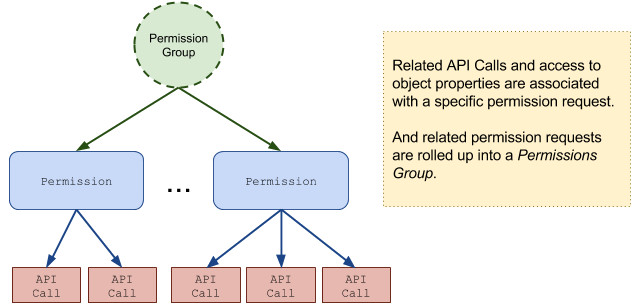 Permission
Group
Related API Calls and access to
object properties are associated
with a specific permission request.
And related permission requests
are rolled up into a Permissions
Group.
Permission
...
Permission
API
Call
API
Call
API
Call
API
Call
API
Call